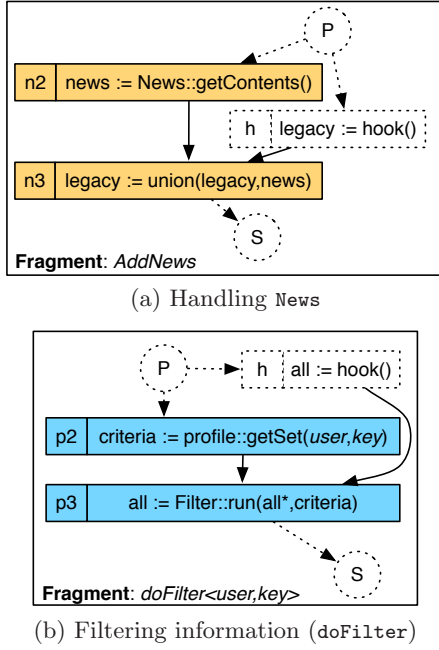 P
n2 news := News::getContents()
h legacy := hook()
n3 legacy := union(legacy,news)
S
Fragment: AddNews
(a) Handling News
P
h all := hook()
p2 criteria := profile::getSet(user,key)
p3 all := Filter::run(all*,criteria)
S
Fragment: doFilter<user,key>
(b) Filtering information (doFilter)